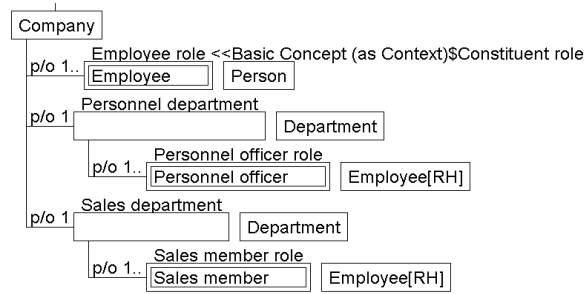 Company
Employee role <<Basic Concept (as Context)$Constituent role
p/o 1.. Employee Person
Personnel department
p/o 1 Department
Personnel officer role
p/o 1.. Personnel officer Employee[RH]
Sales department
p/o 1 Department
Sales member role
p/o 1.. Sales member Employee[RH]